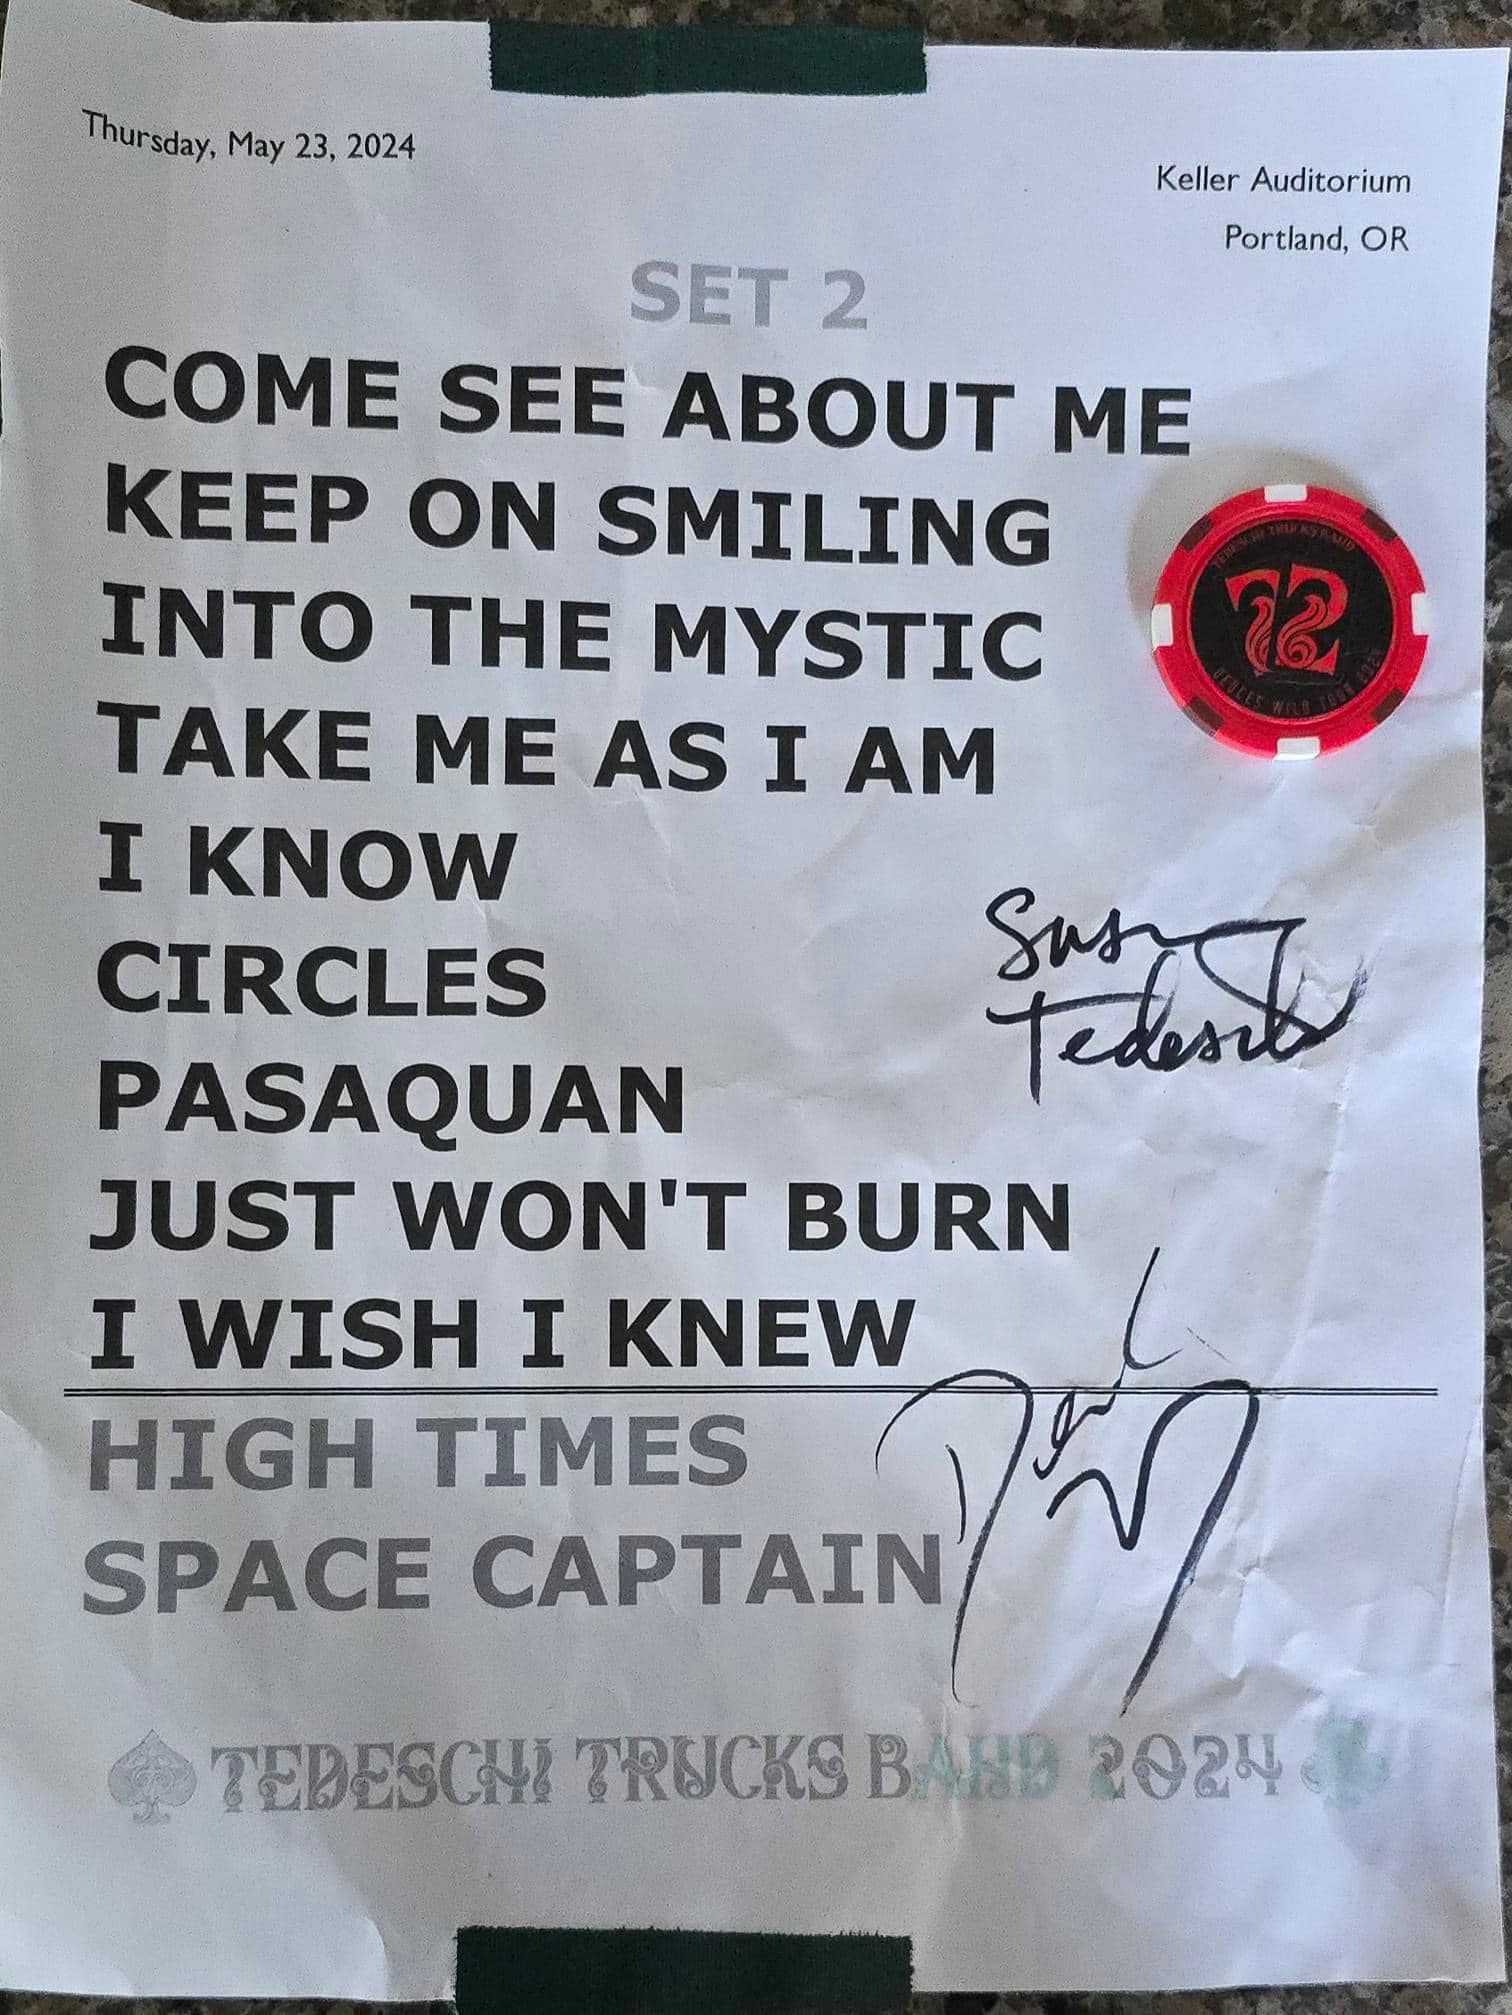 Thursday, May 23, 2024
Keller Auditorium
Portland, OR
SET 2
COME SEE ABOUT ME
KEEP ON SMILING
INTO THE MYSTIC
TAKE ME AS I AM
I KNOW
CIRCLES
PASAQUAN
JUST WON'T BURN
I WISH I KNEW
HIGH TIMES
SPACE CAPTAIN
TEDESCHI TRUCKS BAND
72
DEUCES WILD TOUR 2024
Susan
Tedeschi
Derek
TEDESCHI TRUCKS BAND 2024